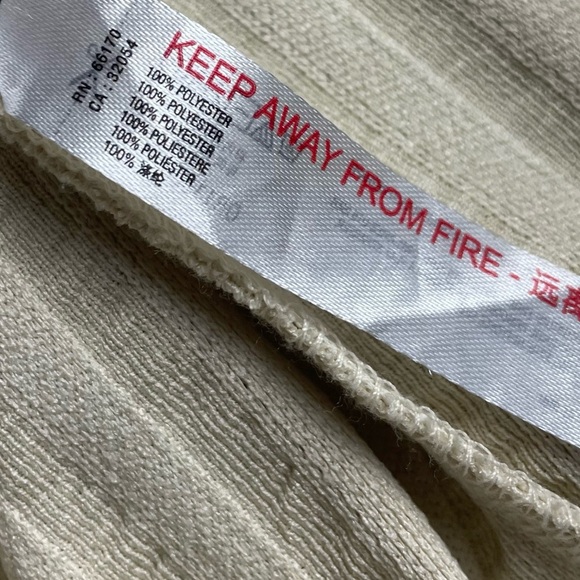 RN : 66170
CA : 32054
KEEP AWAY FROM FIRE - 远离
100% POLYESTER
100% POLYESTER
100% POLYESTER
100% POLYESTER
100% POLIESTERE
100% POLIÉSTER
100% 涤纶